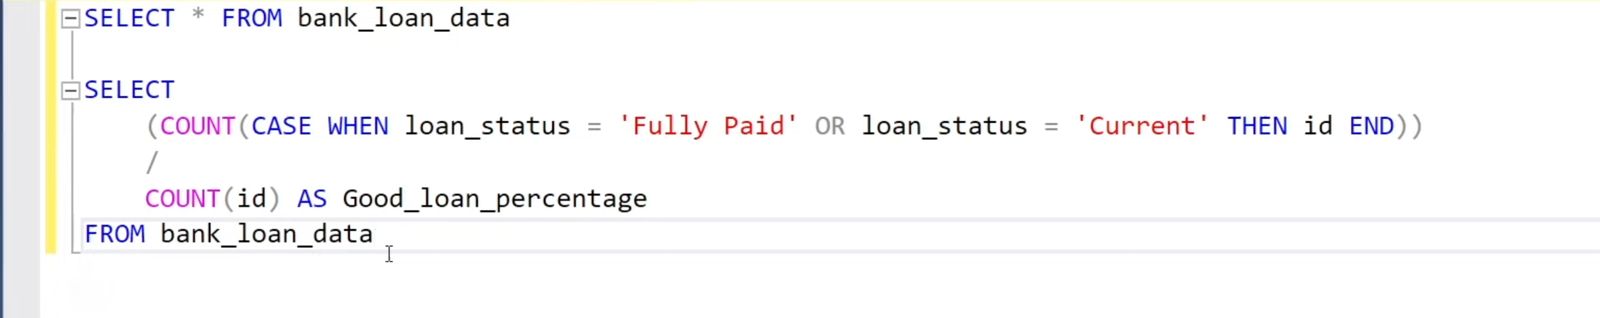 SELECT * FROM bank_loan_data
SELECT
(COUNT(CASE WHEN loan_status = 'Fully Paid' OR loan_status = 'Current' THEN id END))
/
COUNT(id) AS Good_loan_percentage
FROM bank_loan_data